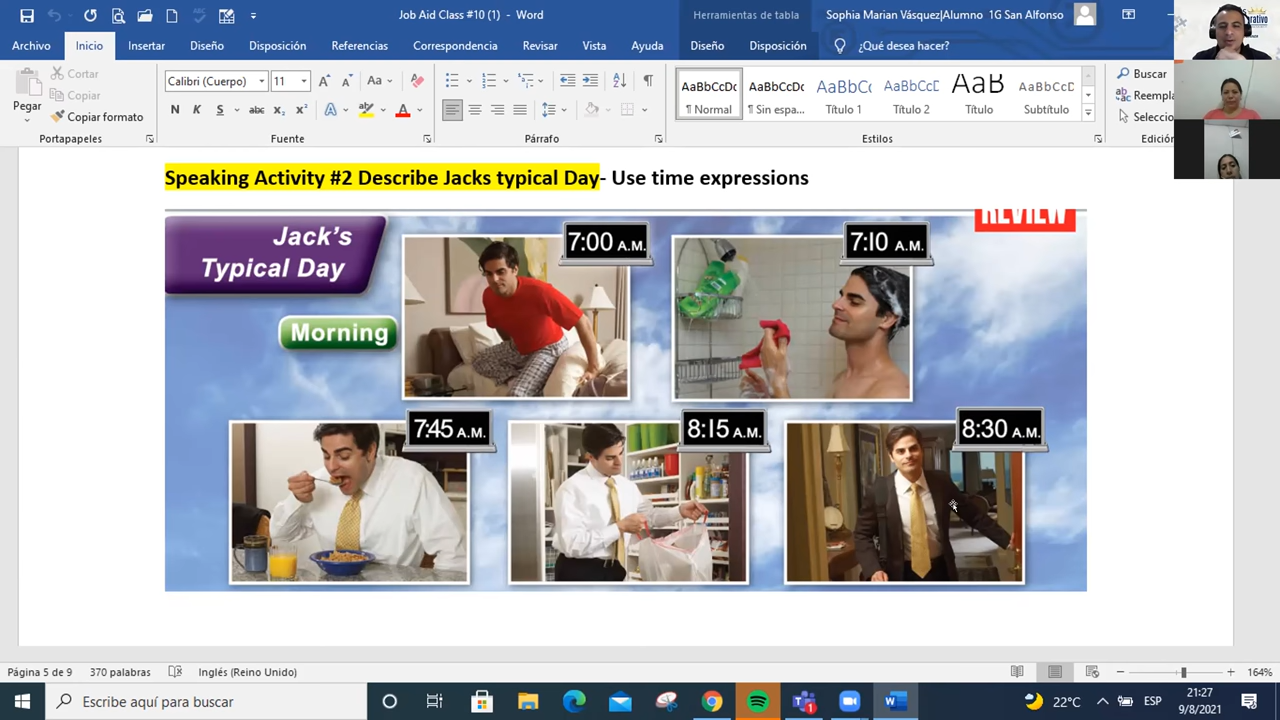 Job Aid Class #10 (1) - Word
Herramientas de tabla
Sophia Marian Vásquez|Alumno 1G San Alfonso
Archivo Inicio Insertar Diseño Disposición Referencias Correspondencia Revisar Vista Ayuda Diseño Disposición ¿Qué desea hacer?
Pegar
Cortar
Copiar
Copiar formato
Portapapeles
Calibri (Cuerpo) 11
N K S abc x₂ x²
Fuente
Párrafo
AaBbCcDc AaBbCcDc AaBbCc AaBbCcD AaB AaBbCcD
¶ Normal ¶ Sin espa... Título 1 Título 2 Título Subtítulo
Estilos
Buscar
Reempla
Seleccio
Edición
Speaking Activity #2 Describe Jacks typical Day- Use time expressions
REVIEW
Jack's
Typical Day
Morning
7:00 A.M.
7:10 A.M.
7:45 A.M.
8:15 A.M.
8:30 A.M.
Página 5 de 9 370 palabras Inglés (Reino Unido) 164%
Escribe aquí para buscar
22°C ESP
21:27
9/8/2021